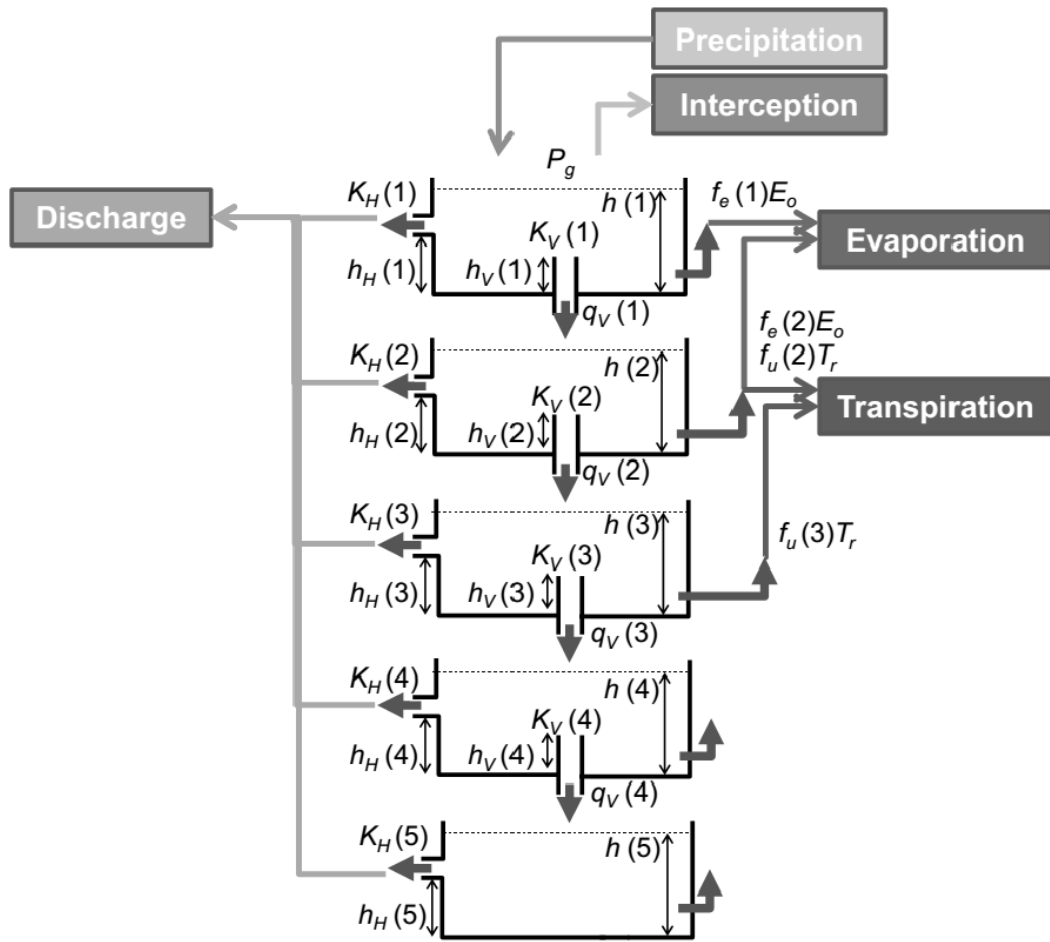 Precipitation
Interception
P_g
Discharge
K_H (1)
h (1)
f_e (1)E_o
K_V (1)
Evaporation
h_H (1)
h_V (1)
q_V (1)
f_e (2)E_o
K_H (2)
h (2)
f_u (2)T_r
K_V (2)
Transpiration
h_H (2)
h_V (2)
q_V (2)
K_H (3)
h (3)
f_u (3)T_r
K_V (3)
h_H (3)
h_V (3)
q_V (3)
K_H (4)
h (4)
K_V (4)
h_H (4)
h_V (4)
q_V (4)
K_H (5)
h (5)
h_H (5)